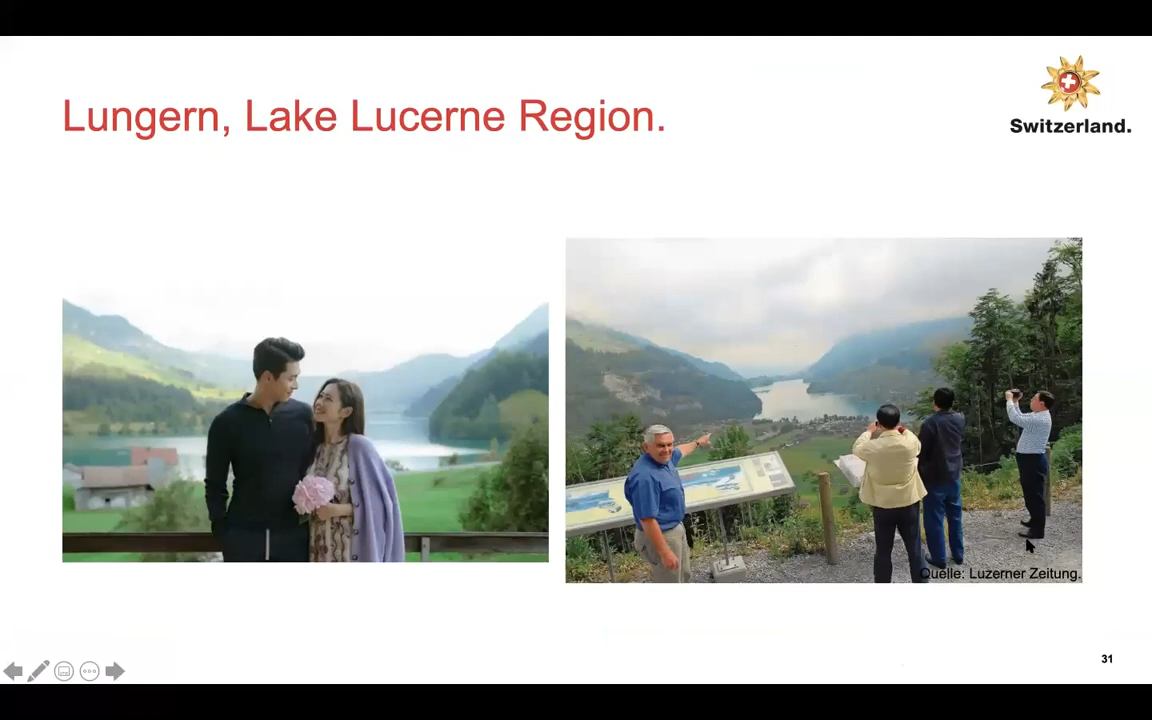 Lungern, Lake Lucerne Region.
Switzerland.
Quelle: Luzerner Zeitung.
31